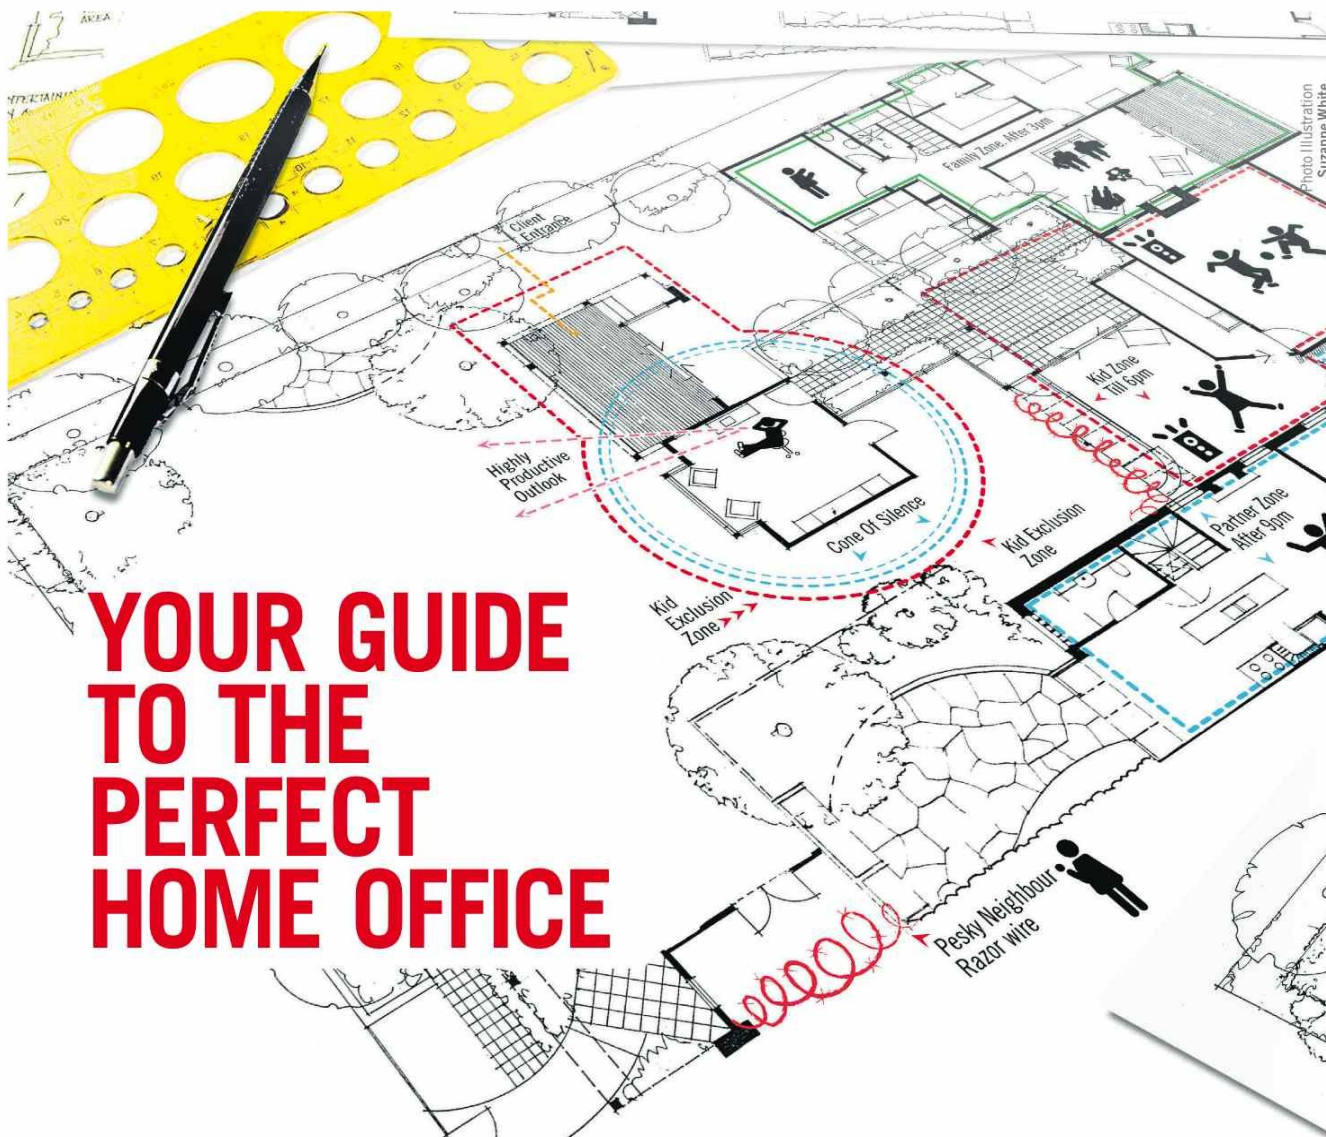 AREA
Photo Illustration
Suzanne White
Family Zone. After 3pm
Client
Entrance
Kid Zone
Till 6pm
Highly
Productive
Outlook
Cone Of Silence
Kid Exclusion
Zone
Partner Zone
After 9pm
Kid
Exclusion
Zone
YOUR GUIDE
TO THE
PERFECT
HOME OFFICE
Pesky Neighbour
Razor wire